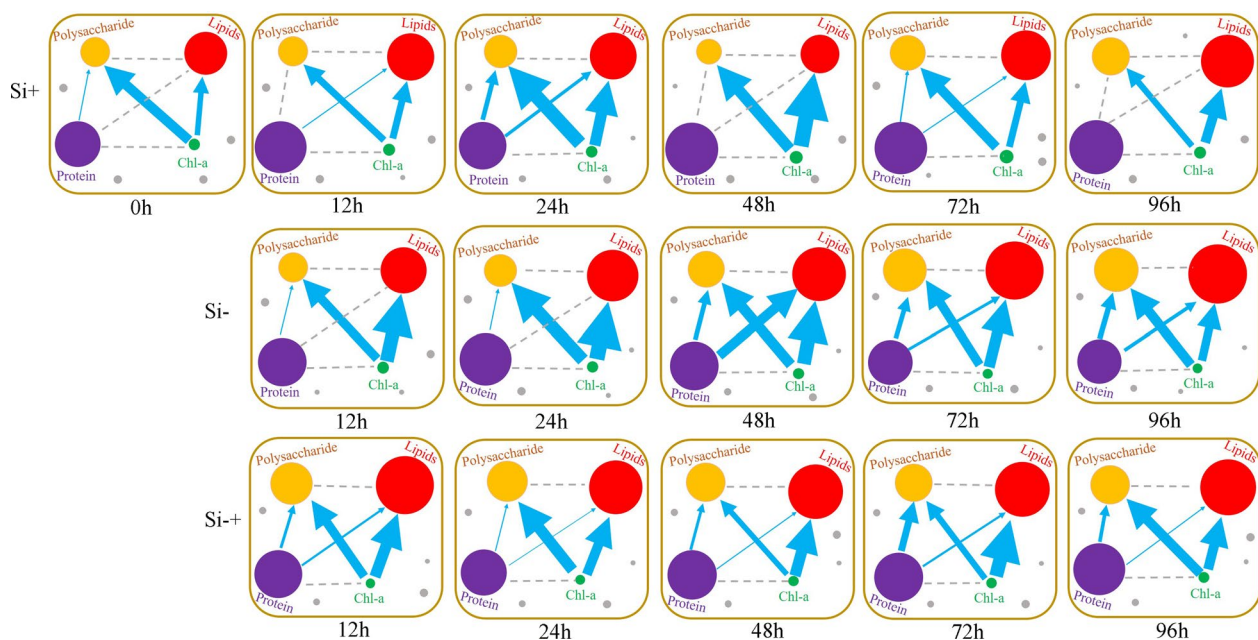 Polysaccharide Lipids Polysaccharide Lipids Polysaccharide Lipids Polysaccharide Lipids Polysaccharide Lipids Polysaccharide Lipids
Si+
Protein Chl-a Protein Chl-a Protein Chl-a Protein Chl-a Protein Chl-a Protein Chl-a
0h 12h 24h 48h 72h 96h
Polysaccharide Lipids Polysaccharide Lipids Polysaccharide Lipids Polysaccharide Lipids Polysaccharide Lipids
Si-
Protein Chl-a Protein Chl-a Protein Chl-a Protein Chl-a Protein Chl-a
12h 24h 48h 72h 96h
Polysaccharide Lipids Polysaccharide Lipids Polysaccharide Lipids Polysaccharide Lipids Polysaccharide Lipids
Si-+
Protein Chl-a Protein Chl-a Protein Chl-a Protein Chl-a Protein Chl-a
12h 24h 48h 72h 96h